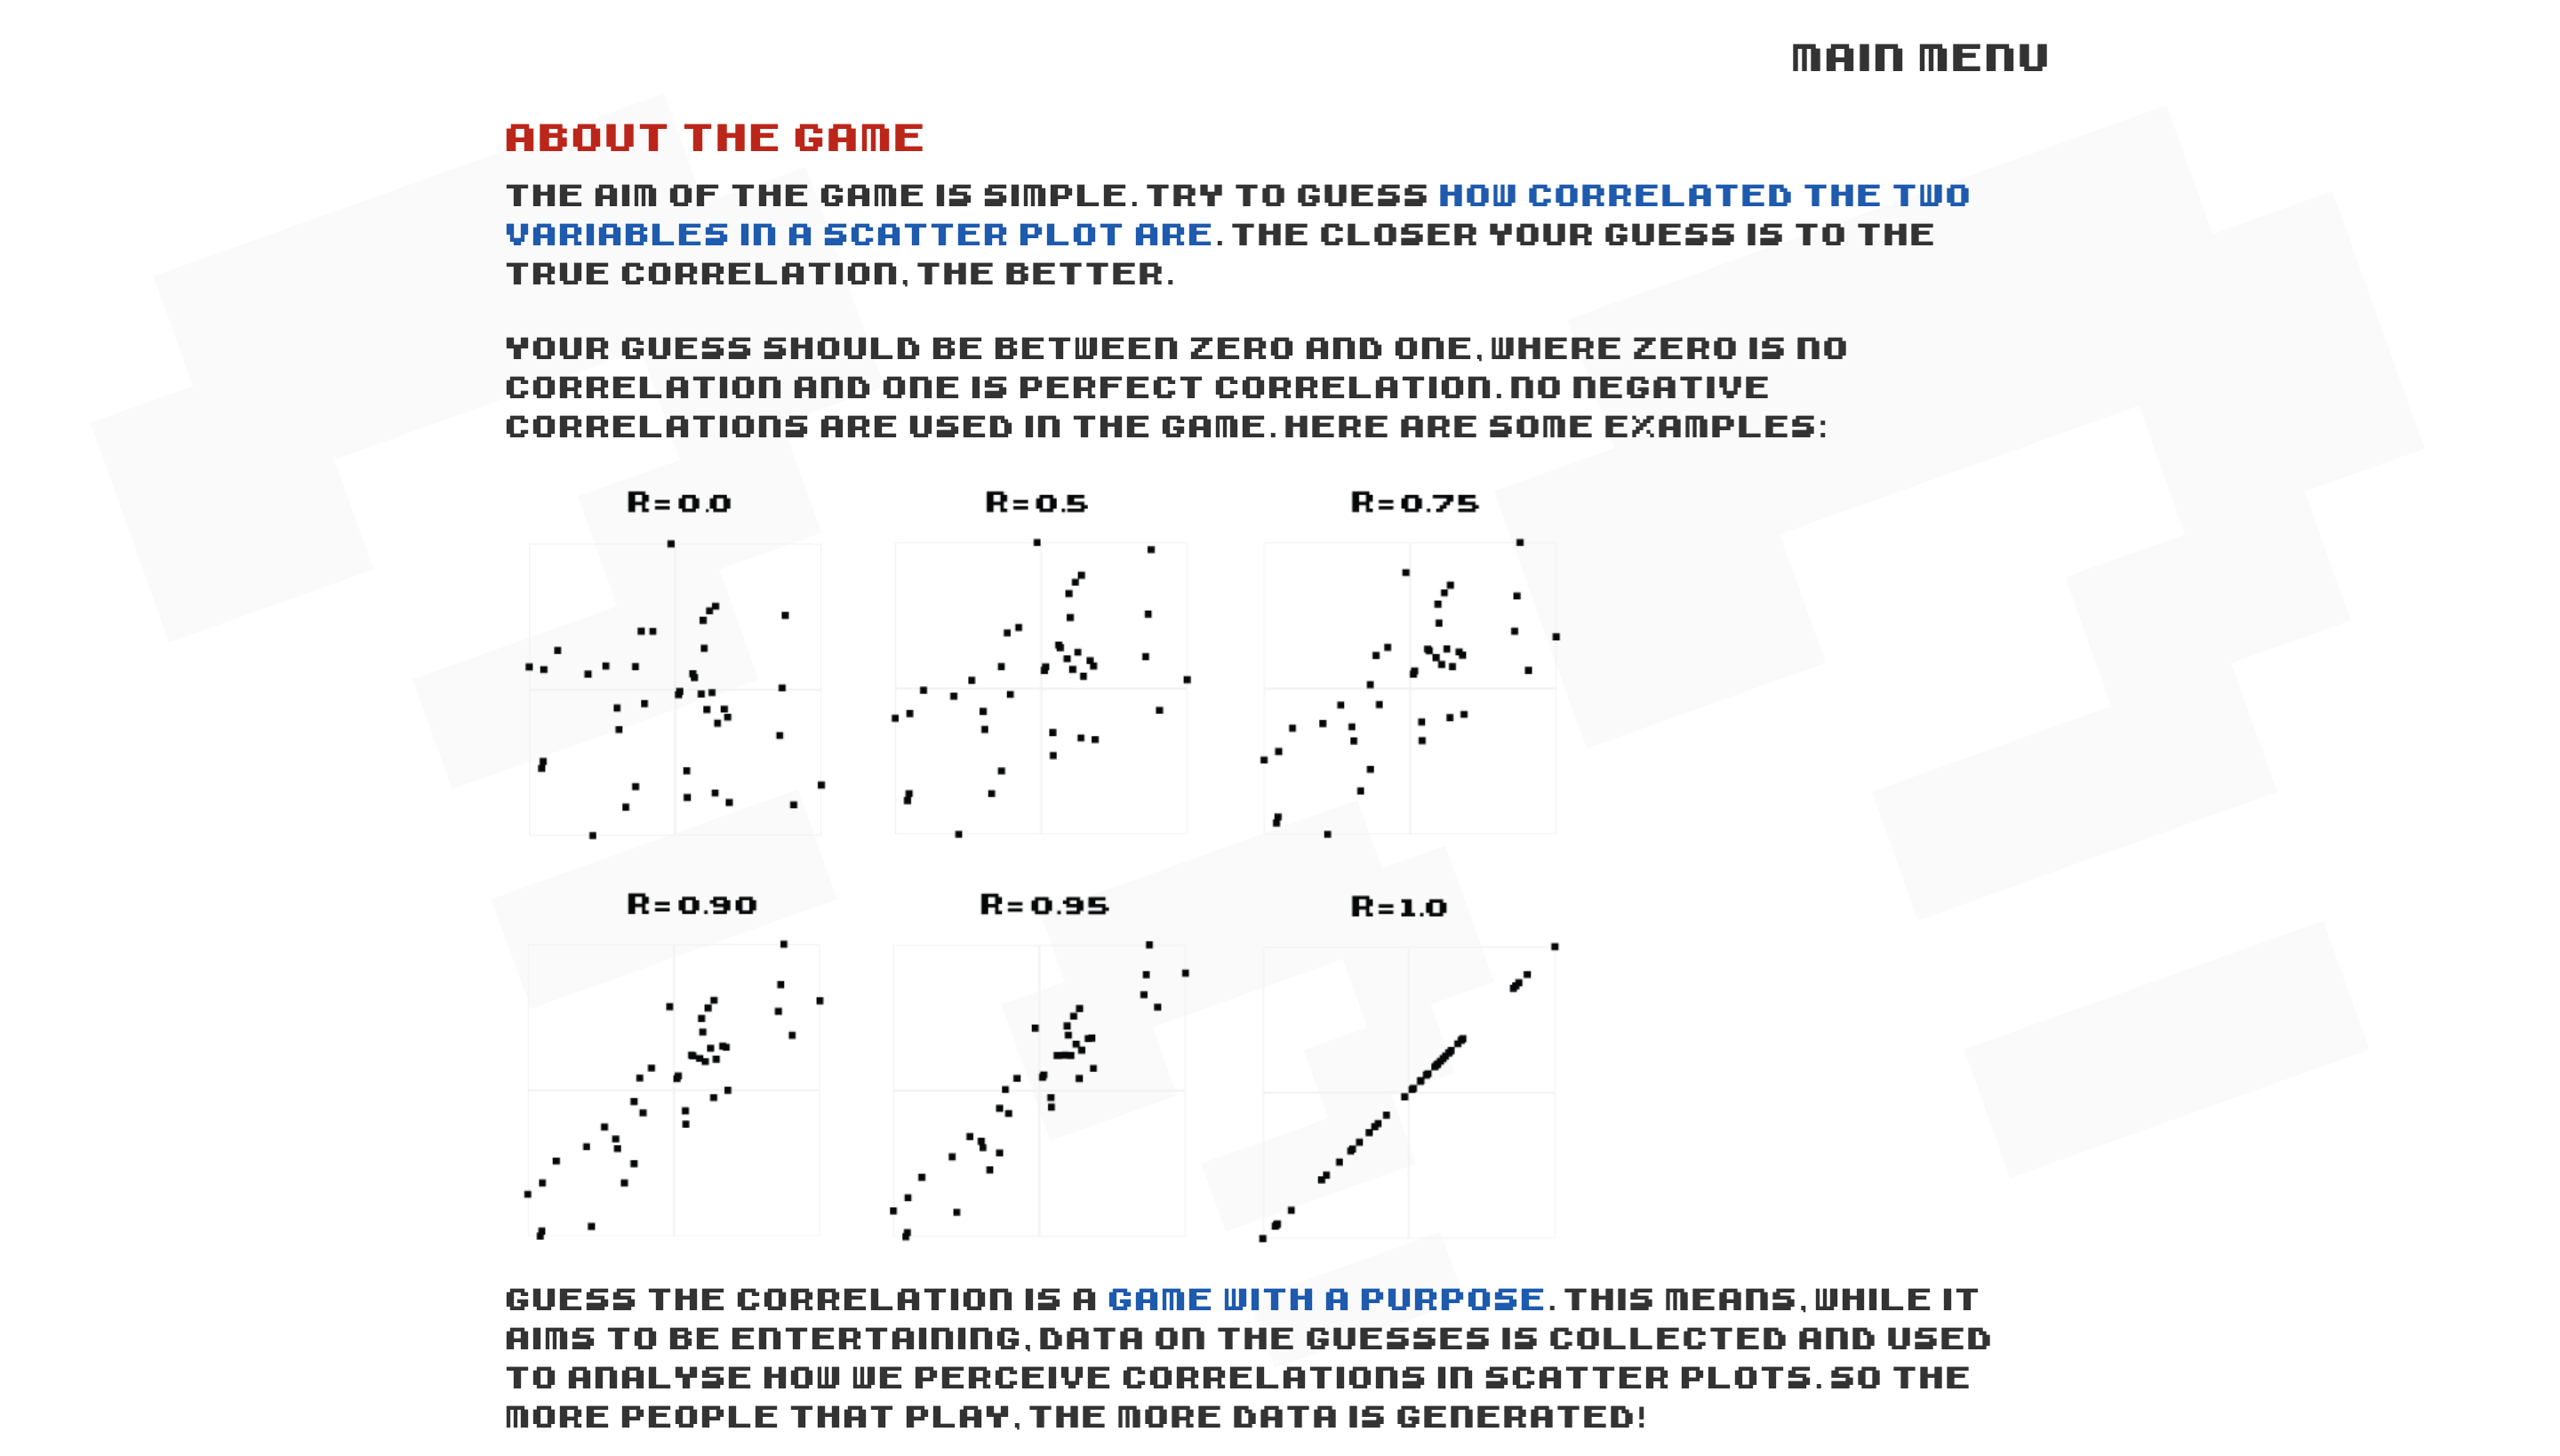 MAIN MENU
ABOUT THE GAME
THE AIM OF THE GAME IS SIMPLE. TRY TO GUESS HOW CORRELATED THE TWO
VARIABLES IN A SCATTER PLOT ARE. THE CLOSER YOUR GUESS IS TO THE
TRUE CORRELATION, THE BETTER.
YOUR GUESS SHOULD BE BETWEEN ZERO AND ONE, WHERE ZERO IS NO
CORRELATION AND ONE IS PERFECT CORRELATION. NO NEGATIVE
CORRELATIONS ARE USED IN THE GAME. HERE ARE SOME EXAMPLES:
R=0.0
R=0.5
R=0.75
R=0.90
R=0.95
R=1.0
GUESS THE CORRELATION IS A GAME WITH A PURPOSE. THIS MEANS, WHILE IT
AIMS TO BE ENTERTAINING, DATA ON THE GUESSES IS COLLECTED AND USED
TO ANALYSE HOW WE PERCEIVE CORRELATIONS IN SCATTER PLOTS. SO THE
MORE PEOPLE THAT PLAY, THE MORE DATA IS GENERATED!